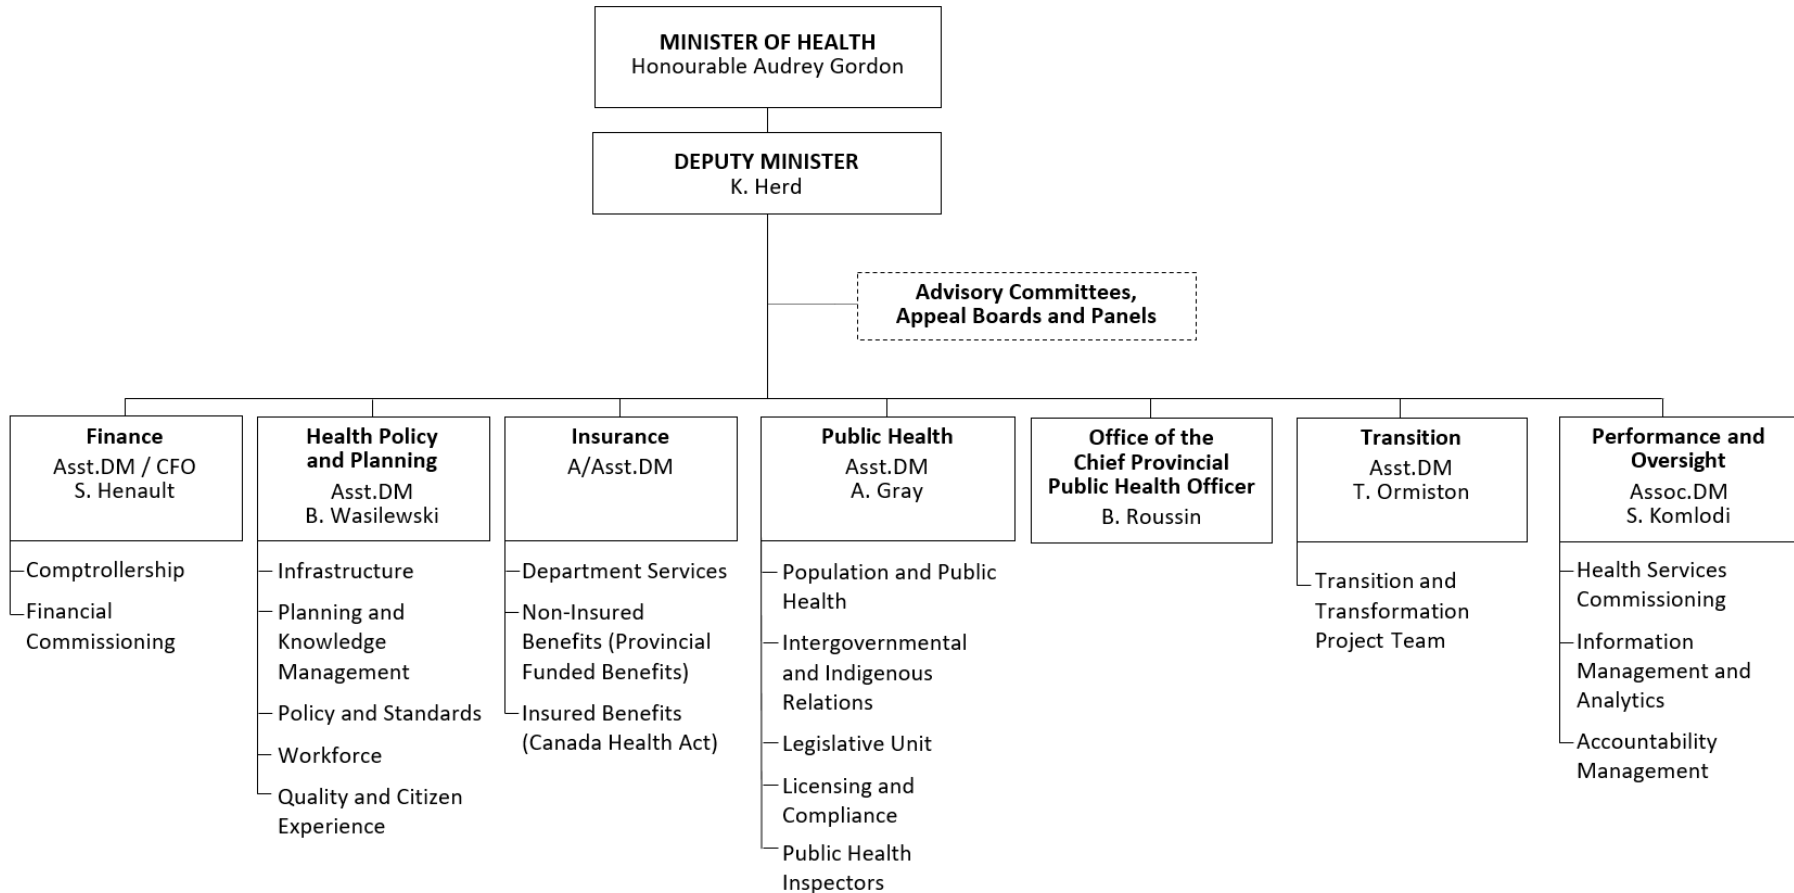 MINISTER OF HEALTH
Honourable Audrey Gordon
DEPUTY MINISTER
K. Herd
Advisory Committees,
Appeal Boards and Panels
Finance
Asst.DM / CFO
S. Henault
Comptrollership
Financial
Commissioning
Health Policy
and Planning
Asst.DM
B. Wasilewski
Infrastructure
Planning and
Knowledge
Management
Policy and Standards
Workforce
Quality and Citizen
Experience
Insurance
A/Asst.DM
Department Services
Non-Insured
Benefits (Provincial
Funded Benefits)
Insured Benefits
(Canada Health Act)
Public Health
Asst.DM
A. Gray
Population and Public
Health
Intergovernmental
and Indigenous
Relations
Legislative Unit
Licensing and
Compliance
Public Health
Inspectors
Office of the
Chief Provincial
Public Health Officer
B. Roussin
Transition
Asst.DM
T. Ormiston
Transition and
Transformation
Project Team
Performance and
Oversight
Assoc.DM
S. Komlodi
Health Services
Commissioning
Information
Management and
Analytics
Accountability
Management